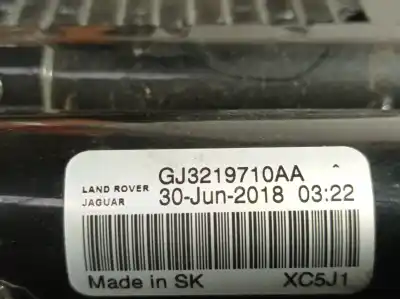 GJ3219710AA
LAND ROVER
JAGUAR
30-Jun-2018 03:22
Made in SK XC5J1